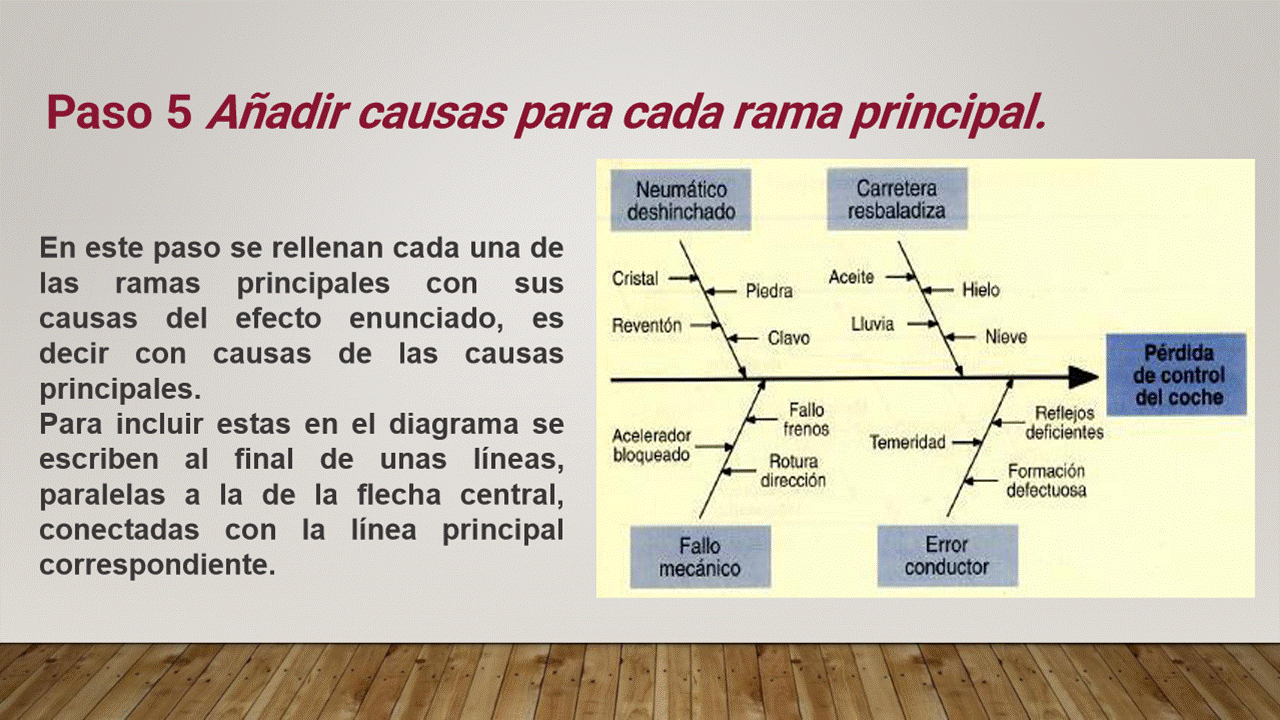 Paso 5 Añadir causas para cada rama principal.
En este paso se rellenan cada una de
las ramas principales con sus
causas del efecto enunciado, es
decir con causas de las causas
principales.
Para incluir estas en el diagrama se
escriben al final de unas líneas,
paralelas a la de la flecha central,
conectadas con la línea principal
correspondiente.
Neumático
deshinchado
Carretera
resbaladiza
Cristal
Piedra
Reventón
Clavo
Aceite
Hielo
Lluvia
Nieve
Pérdida
de control
del coche
Acelerador
bloqueado
Fallo
frenos
Rotura
dirección
Temeridad
Reflejos
deficientes
Formación
defectuosa
Fallo
mecánico
Error
conductor